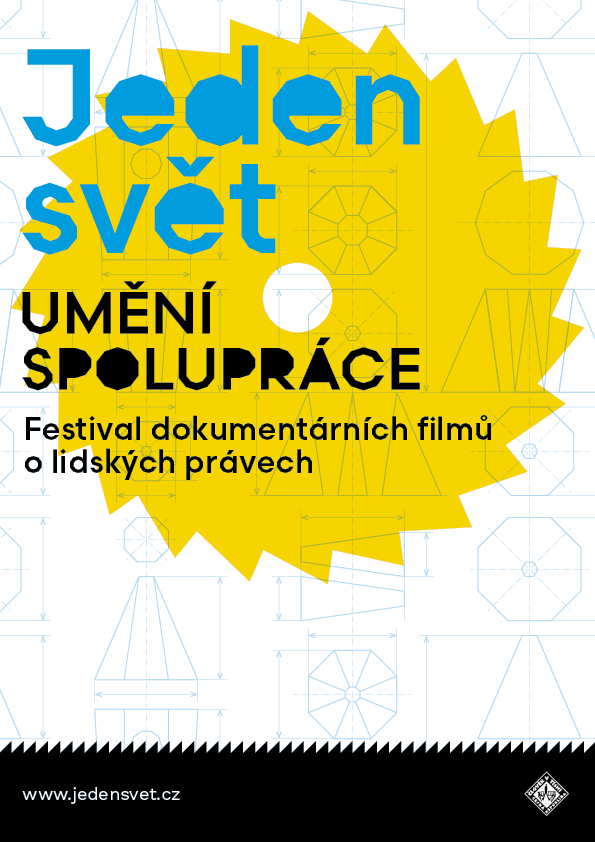 Jeden
svět
UMĚNÍ
SPOLUPRÁCE
Festival dokumentárních filmů
o lidských právech
www.jedensvet.cz